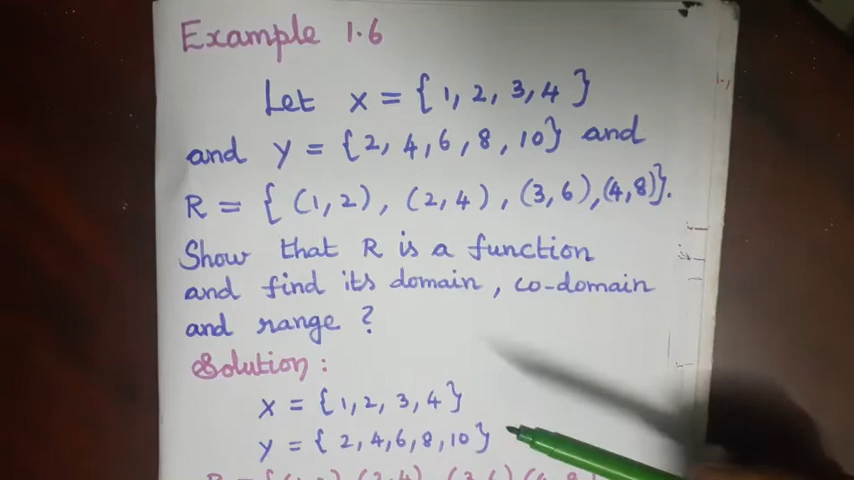 Example 1.6
Let x = { 1, 2, 3, 4 }
and y = {2, 4, 6, 8, 10} and
R = { (1,2), (2,4), (3,6), (4,8)}.
Show that R is a function
and find its domain, co-domain
and range ?
Solution:
x = {1, 2, 3, 4}
y = { 2, 4, 6, 8, 10}